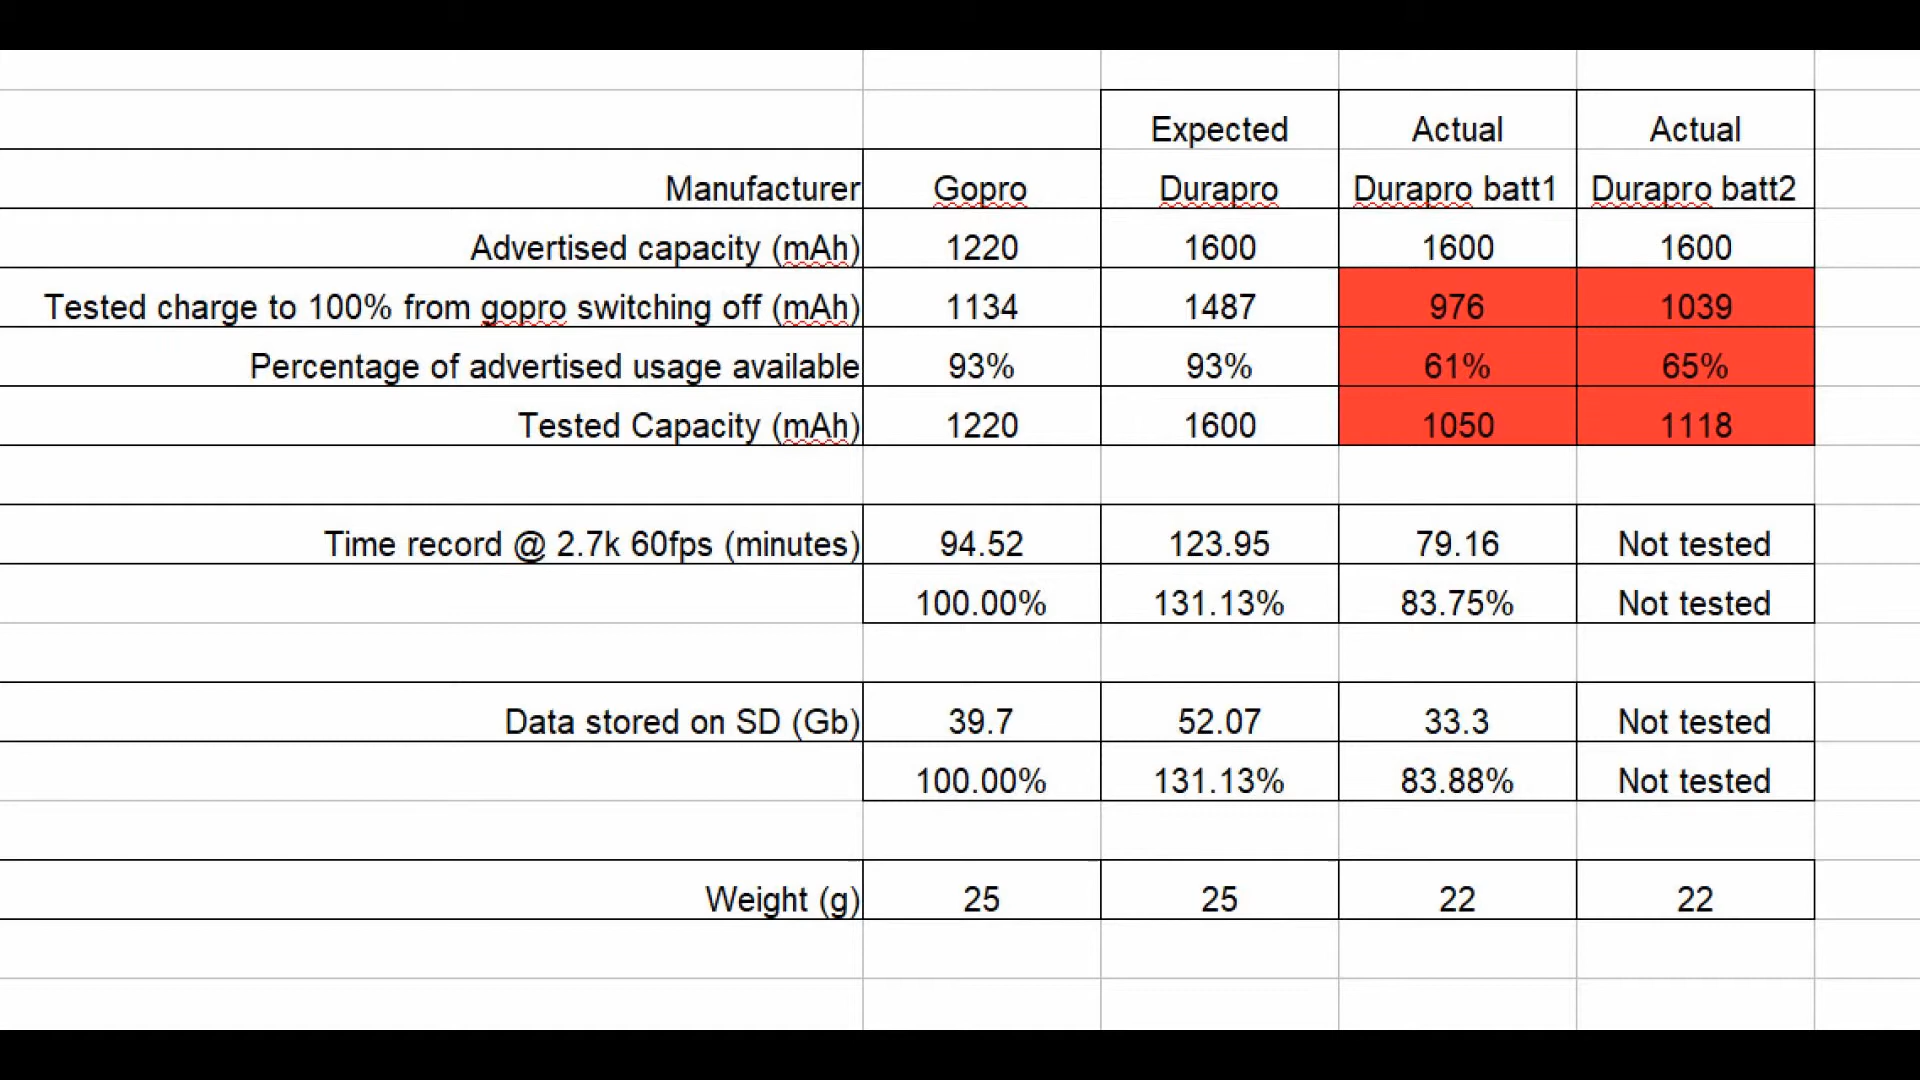 Expected Actual Actual
Manufacturer Gopro Durapro Durapro batt1 Durapro batt2
Advertised capacity (mAh) 1220 1600 1600 1600
Tested charge to 100% from gopro switching off (mAh) 1134 1487 976 1039
Percentage of advertised usage available 93% 93% 61% 65%
Tested Capacity (mAh) 1220 1600 1050 1118
Time record @ 2.7k 60fps (minutes) 94.52 123.95 79.16 Not tested
100.00% 131.13% 83.75% Not tested
Data stored on SD (Gb) 39.7 52.07 33.3 Not tested
100.00% 131.13% 83.88% Not tested
Weight (g) 25 25 22 22